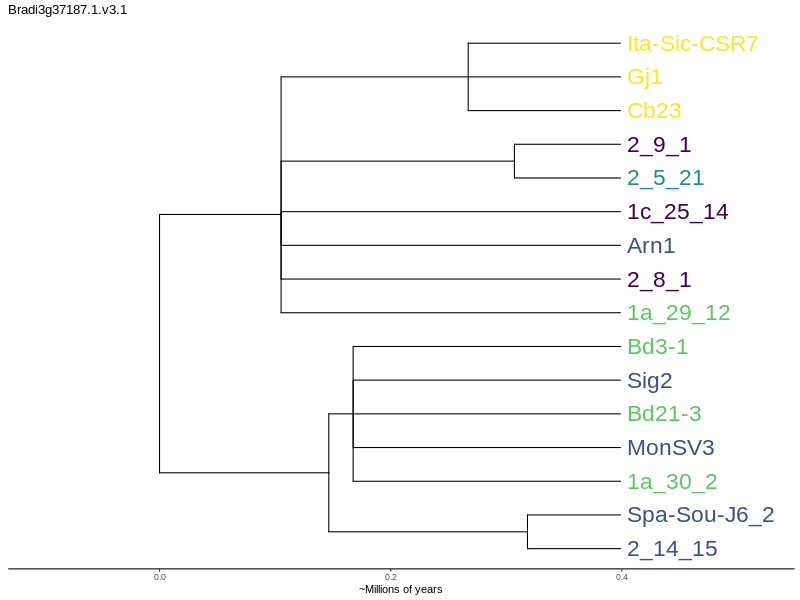 Bradi3g37187.1.v3.1
Ita-Sic-CSR7
Gj1
Cb23
2_9_1
2_5_21
1c_25_14
Arn1
2_8_1
1a_29_12
Bd3-1
Sig2
Bd21-3
MonSV3
1a_30_2
Spa-Sou-J6_2
2_14_15
0.0 0.2 0.4
~Millions of years